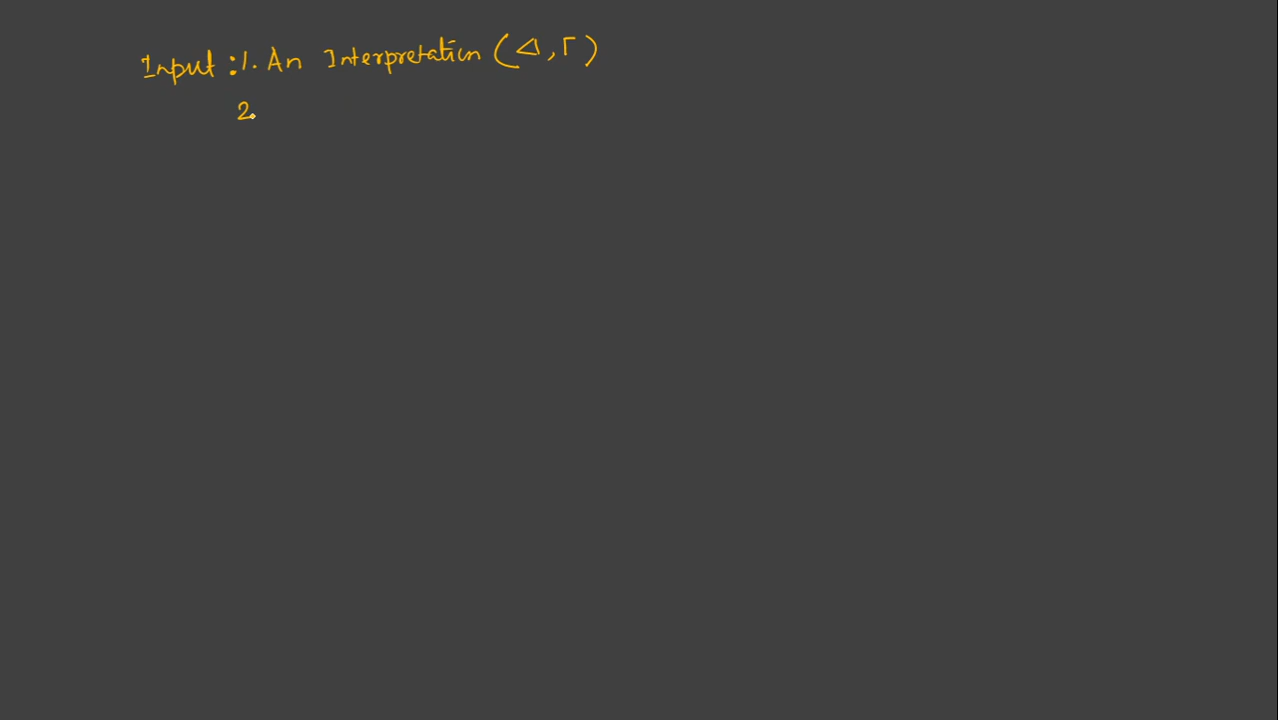 Input : 1. An Interpretation (Δ, Γ)
2.